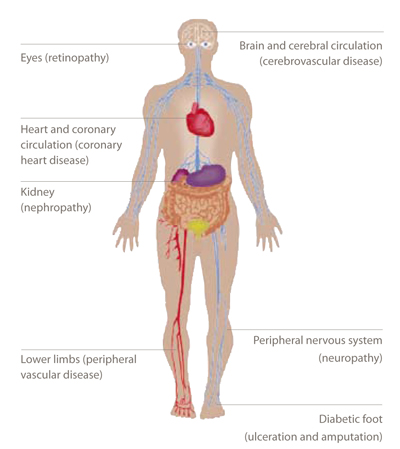 Eyes (retinopathy)
Brain and cerebral circulation
(cerebrovascular disease)
Heart and coronary
circulation (coronary
heart disease)
Kidney
(nephropathy)
Peripheral nervous system
(neuropathy)
Lower limbs (peripheral
vascular disease)
Diabetic foot
(ulceration and amputation)